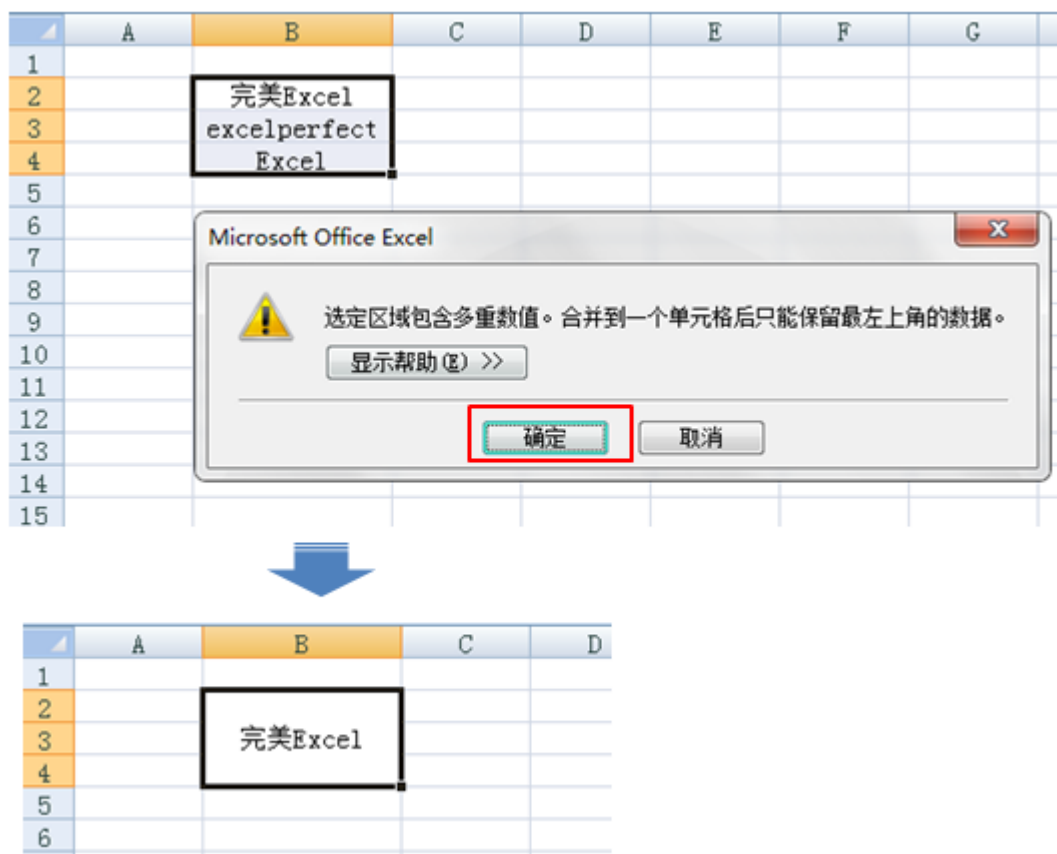 A B C D E F G
1
2 完美Excel
3 excelperfect
4 Excel
5
6
7
8
9
10
11
12
13
14
15
Microsoft Office Excel
选定区域包含多重数值。合并到一个单元格后只能保留最左上角的数据。
显示帮助(E) >>
确定 取消
A B C D
1
2
3 完美Excel
4
5
6